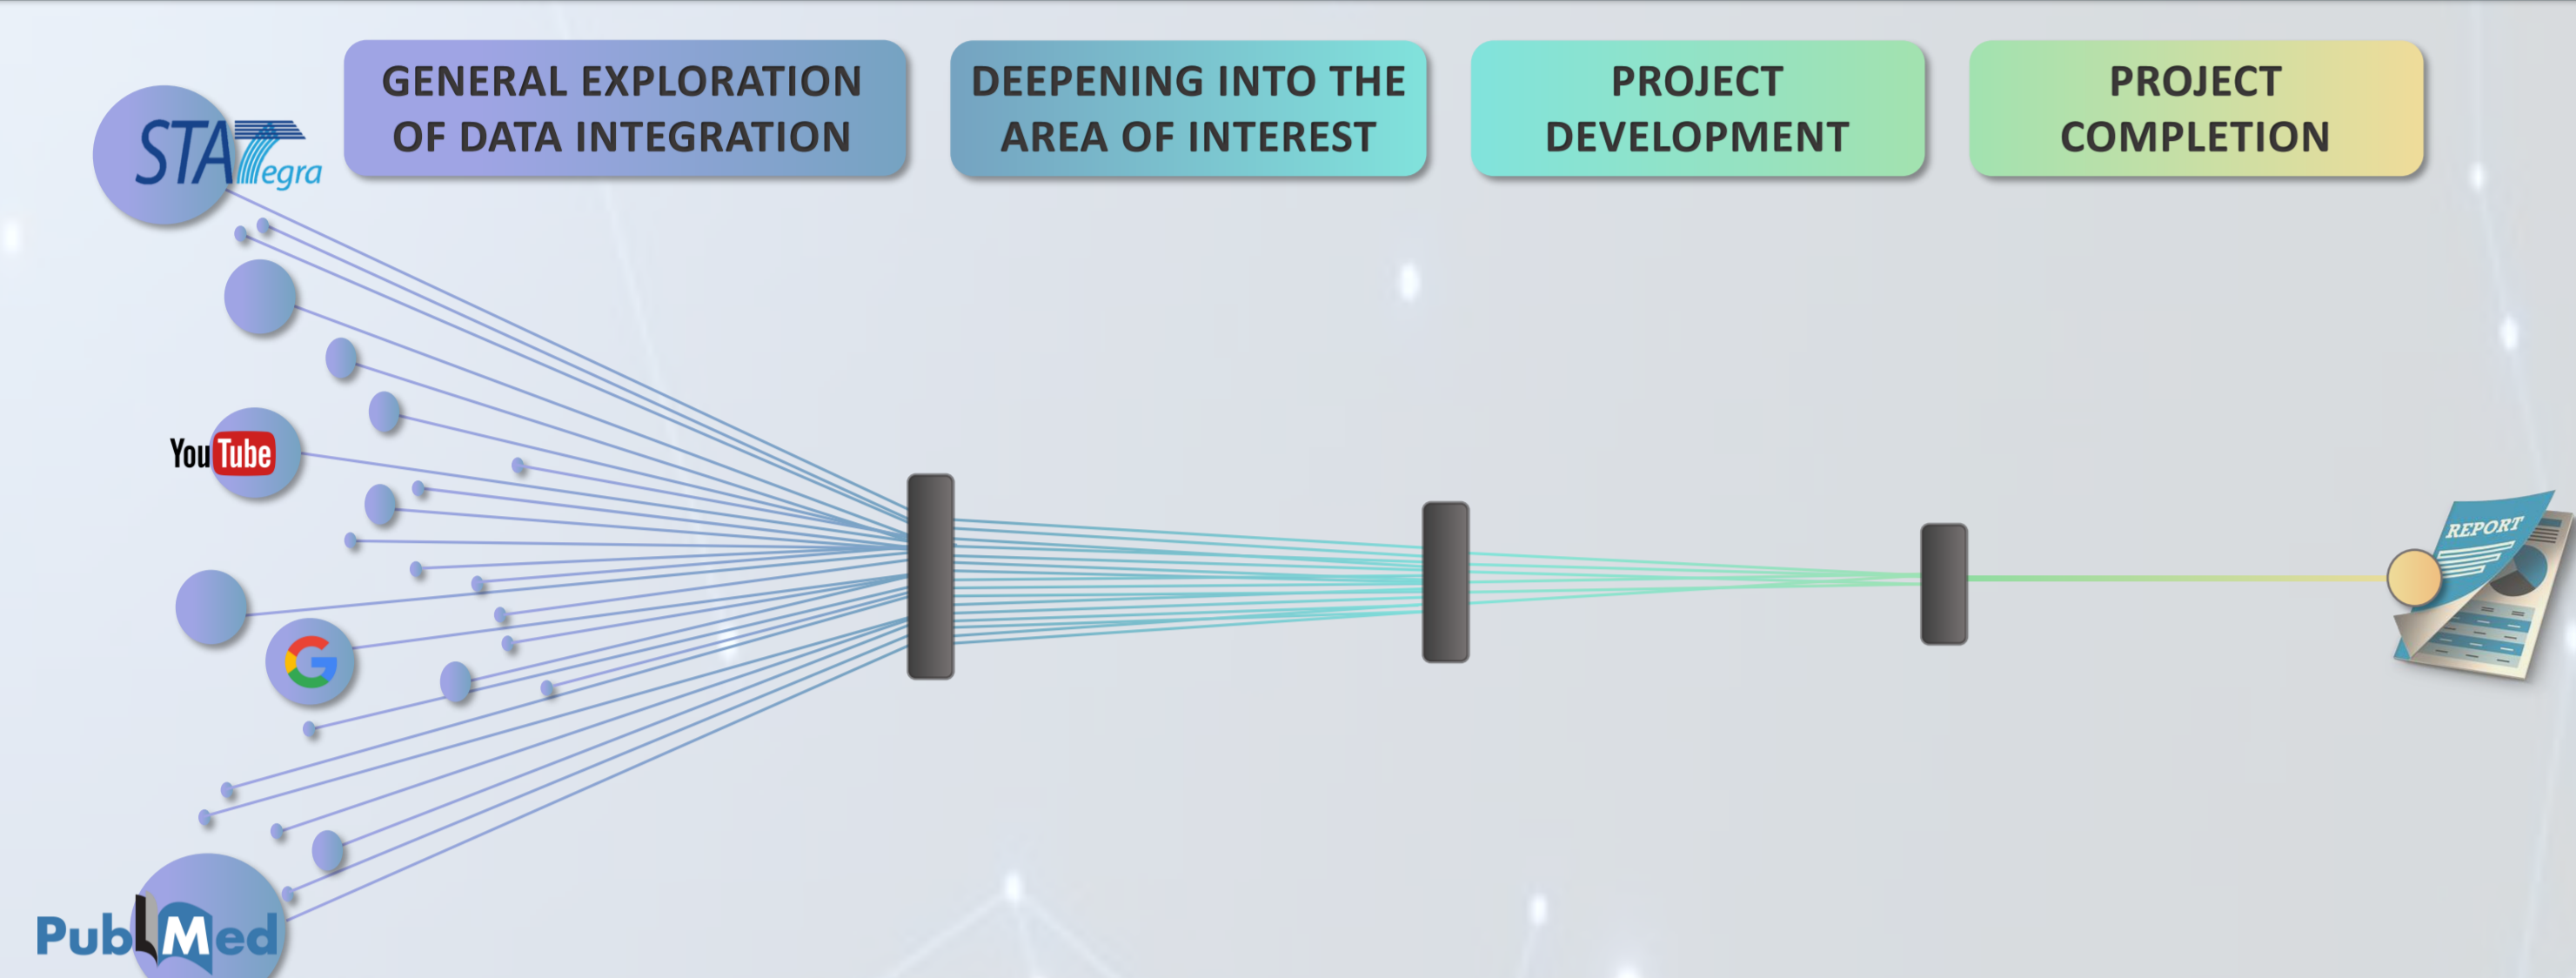 STATegra
GENERAL EXPLORATION
OF DATA INTEGRATION
DEEPENING INTO THE
AREA OF INTEREST
PROJECT
DEVELOPMENT
PROJECT
COMPLETION
YouTube
G
REPORT
PubMed